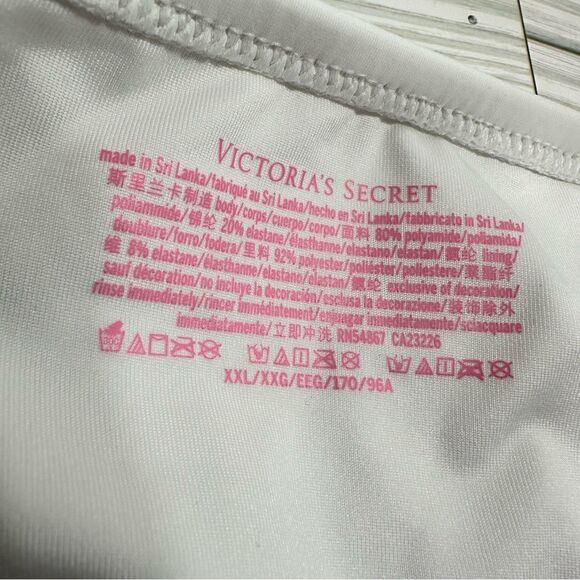 VICTORIA'S SECRET
made in Sri Lanka/fabriqué au Sri Lanka/hecho en Sri Lanka/fabbricato in Sri Lanka/
斯里兰卡制造 body/corps/cuerpo/corpo/面料 80% polyamide/poliamida/
poliammide/锦纶 20% elastane/élasthanne/elastano/elastan/氨纶 lining/
doublure/forro/fodera/里料 92% polyester/poliéster/poliestere/聚酯纤
维 8% elastane/élasthanne/elastano/elastan/氨纶 exclusive of decoration/
sauf décoration/no incluye la decoración/esclusa la decorazione/装饰除外
rinse immediately/rincer immédiatement/enjuagar inmediatamente/sciacquare
immediatamente/立即冲洗 RN54867 CA23226
XXL/XXG/EEG/170/96A